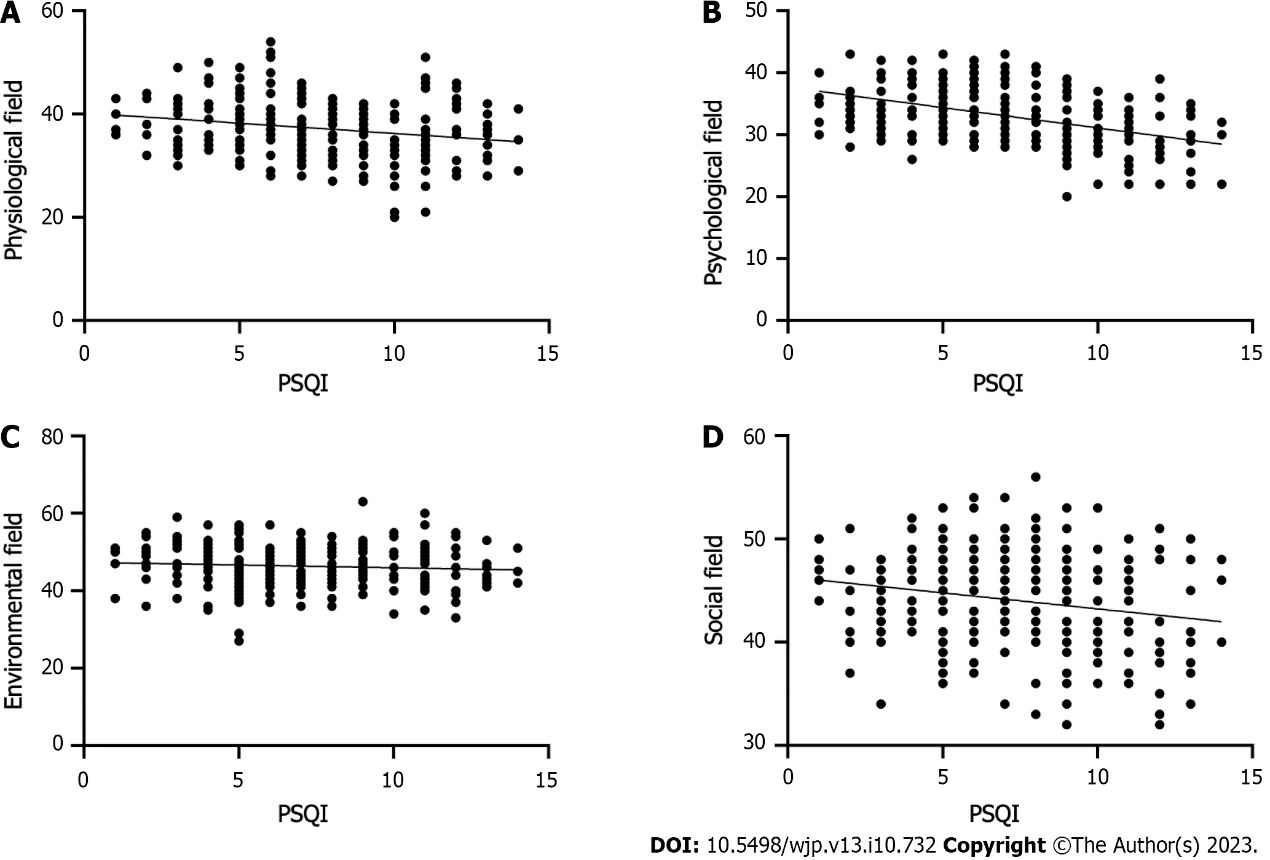 A
60
40
20
0
Physiological field
0 5 10 15
PSQI
B
50
40
30
20
10
0
Psychological field
0 5 10 15
PSQI
C
80
60
40
20
0
Environmental field
0 5 10 15
PSQI
D
60
50
40
30
Social field
0 5 10 15
PSQI
DOI: 10.5498/wjp.v13.i10.732 Copyright ©The Author(s) 2023.